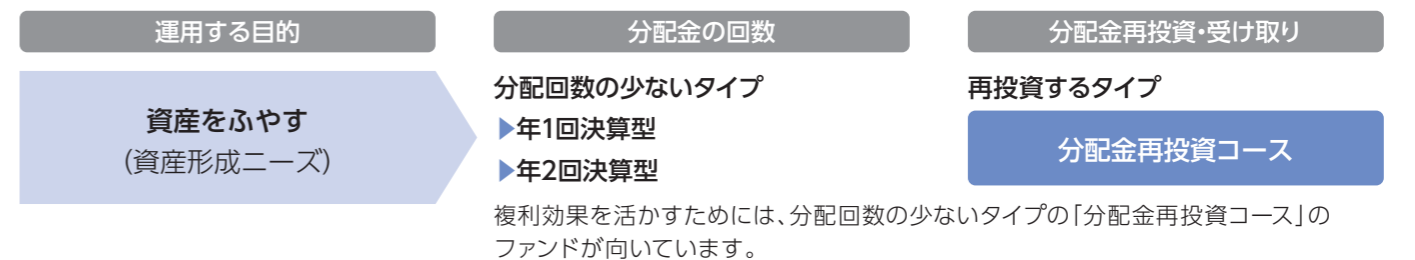 運用する目的
分配金の回数
分配金再投資・受け取り
資産をふやす
(資産形成ニーズ)
分配回数の少ないタイプ
▶年1回決算型
▶年2回決算型
再投資するタイプ
分配金再投資コース
複利効果を活かすためには、分配回数の少ないタイプの「分配金再投資コース」の
ファンドが向いています。